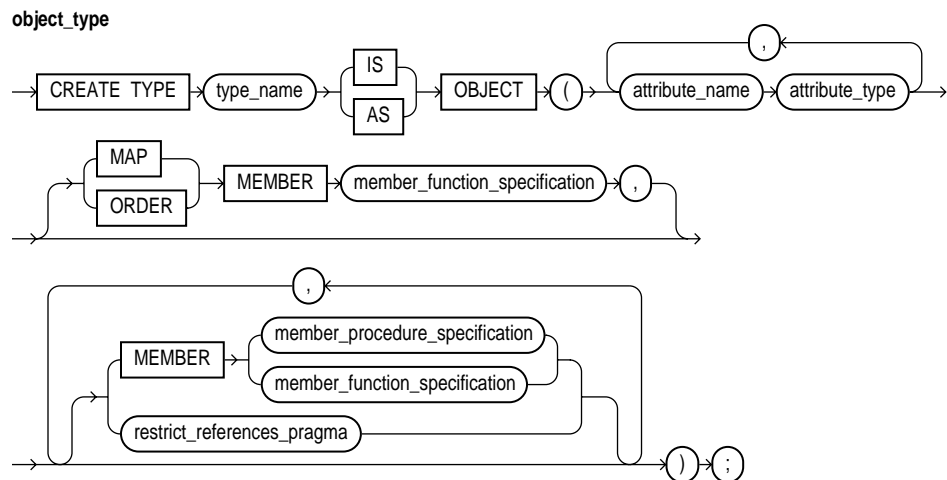 object_type
,
IS
CREATE TYPE type_name OBJECT ( attribute_name attribute_type
AS
MAP
MEMBER member_function_specification ,
ORDER
,
member_procedure_specification
MEMBER
member_function_specification
restrict_references_pragma
) ;